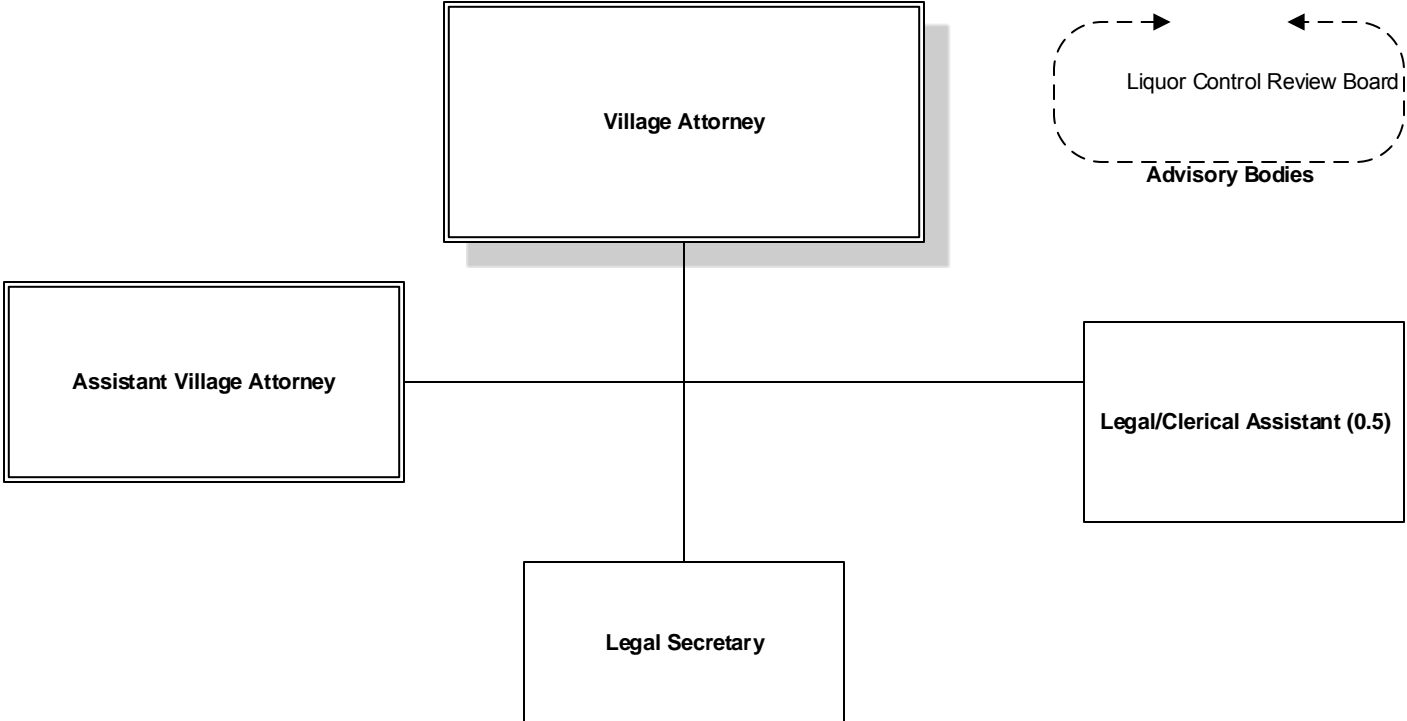 Village Attorney
Liquor Control Review Board
Advisory Bodies
Assistant Village Attorney
Legal/Clerical Assistant (0.5)
Legal Secretary